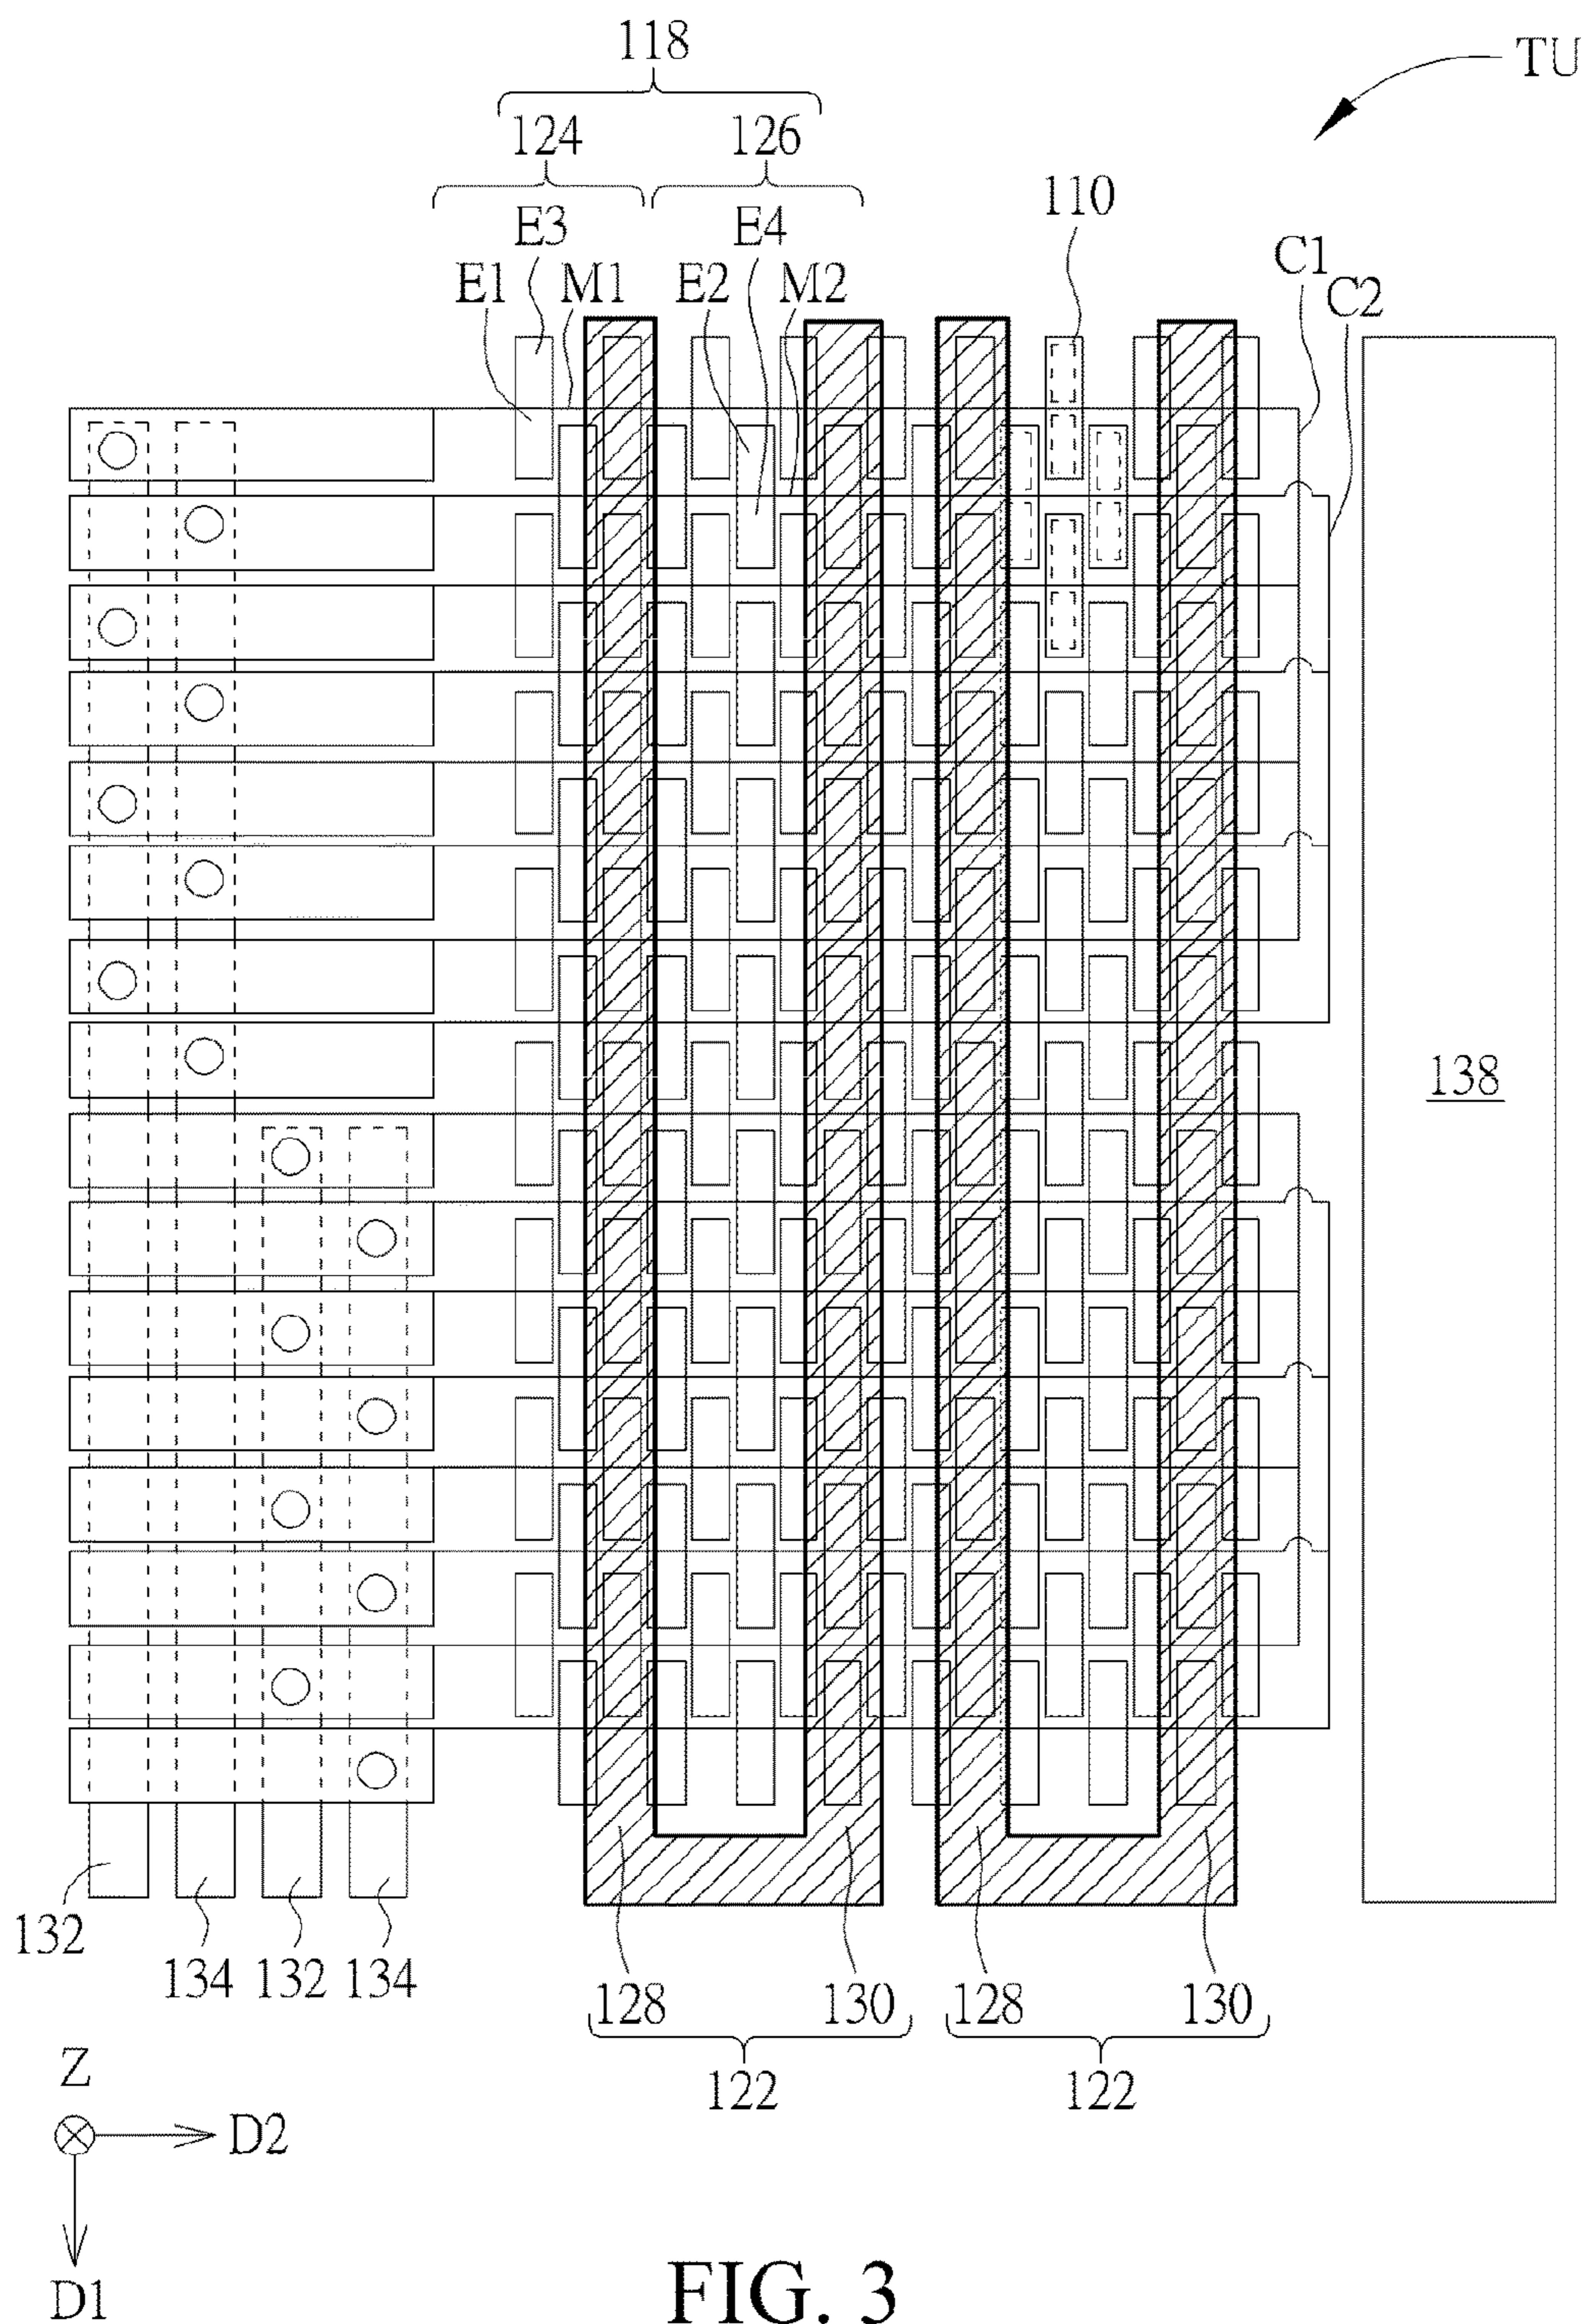 118
TU
124 126
110
E3 E4
E1 M1 E2 M2 C1 C2
138
132 134 132 134
128 130 128 130
122 122
Z
D2
D1
FIG. 3